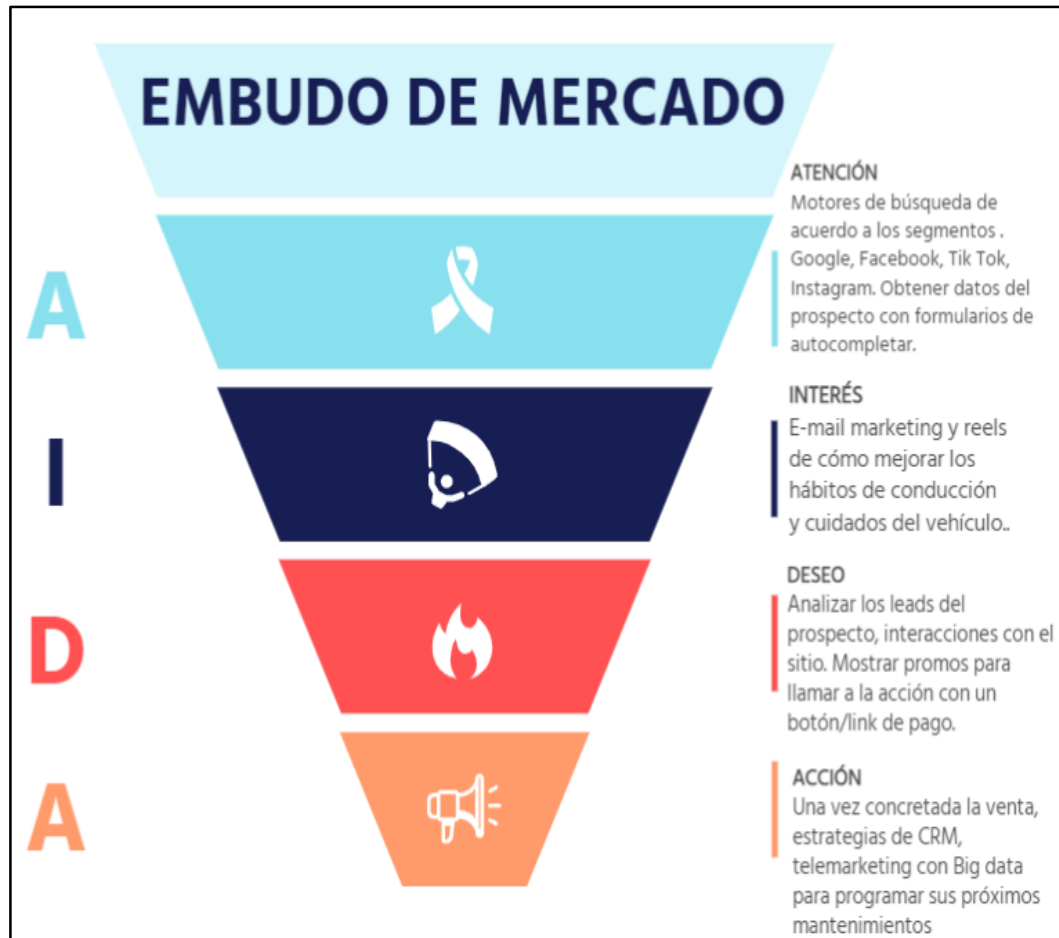 EMBUDO DE MERCADO
A
ATENCIÓN
Motores de búsqueda de
acuerdo a los segmentos .
Google, Facebook, Tik Tok,
Instagram. Obtener datos del
prospecto con formularios de
autocompletar.
I
INTERÉS
E-mail marketing y reels
de cómo mejorar los
hábitos de conducción
y cuidados del vehículo..
D
DESEO
Analizar los leads del
prospecto, interacciones con el
sitio. Mostrar promos para
llamar a la acción con un
botón/link de pago.
A
ACCIÓN
Una vez concretada la venta,
estrategias de CRM,
telemarketing con Big data
para programar sus próximos
mantenimientos